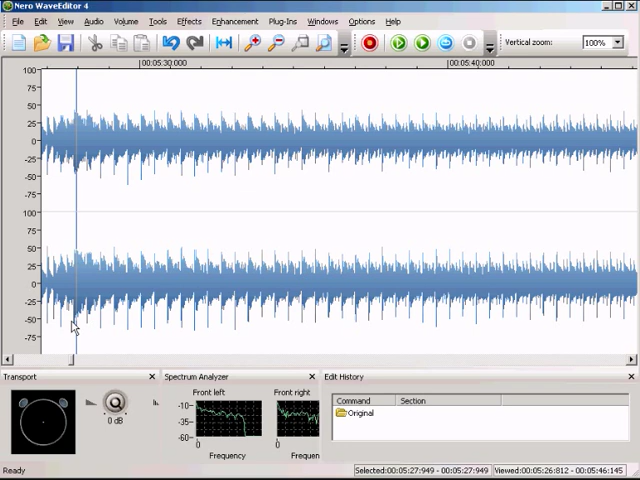 Nero WaveEditor 4
File Edit View Audio Volume Tools Effects Enhancement Plug-Ins Windows Options Help
Vertical zoom: 100%
100 00:05:30:000 00:05:40:000
75
50
25
0
-25
-50
-75
100
75
50
25
0
-25
-50
-75
Transport Spectrum Analyzer Edit History
Front left Front right Command Section
-10 Original
-35
0 dB
-60
0 0
Frequency Frequen
Ready Selected:00:05:27:949 - 00:05:27:949 Viewed:00:05:26:812 - 00:05:46:145